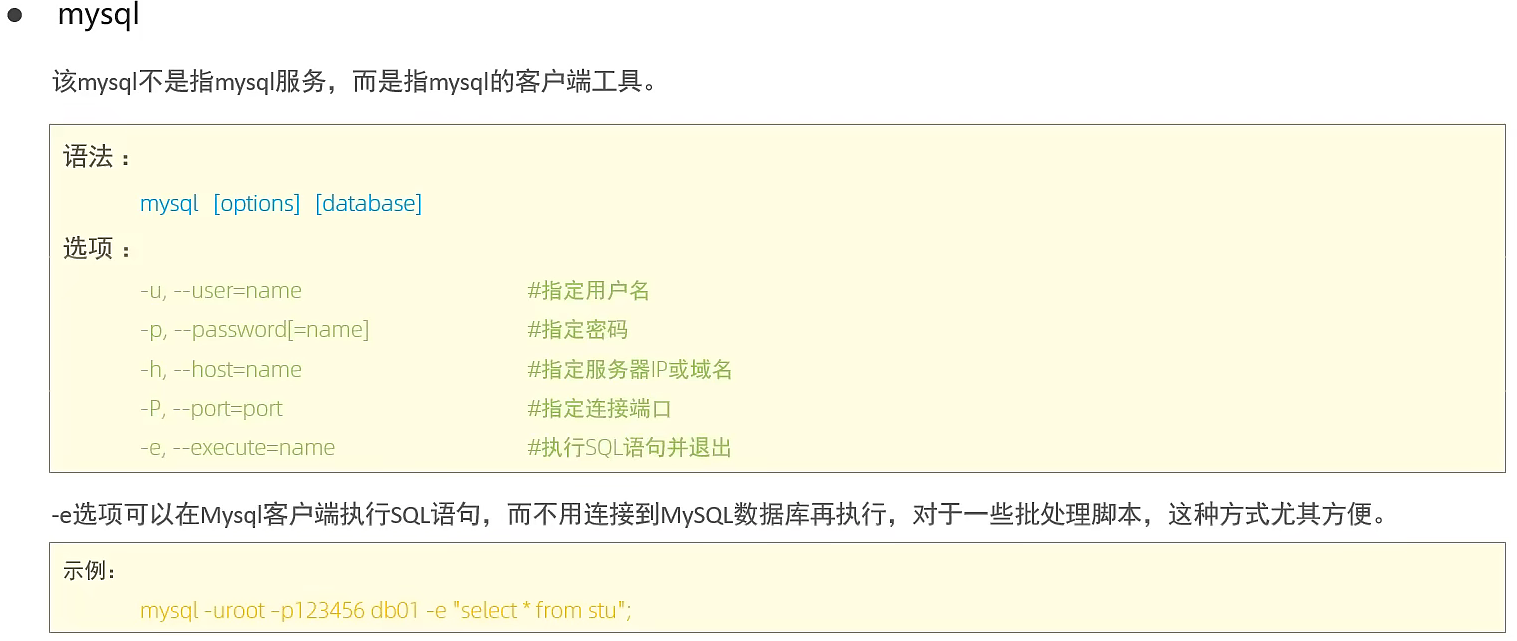 ● mysql
该mysql不是指mysql服务，而是指mysql的客户端工具。
语法：
mysql [options] [database]
选项：
-u, --user=name #指定用户名
-p, --password[=name] #指定密码
-h, --host=name #指定服务器IP或域名
-P, --port=port #指定连接端口
-e, --execute=name #执行SQL语句并退出
-e选项可以在Mysql客户端执行SQL语句，而不用连接到MySQL数据库再执行，对于一些批处理脚本，这种方式尤其方便。
示例：
mysql -uroot –p123456 db01 -e "select * from stu";